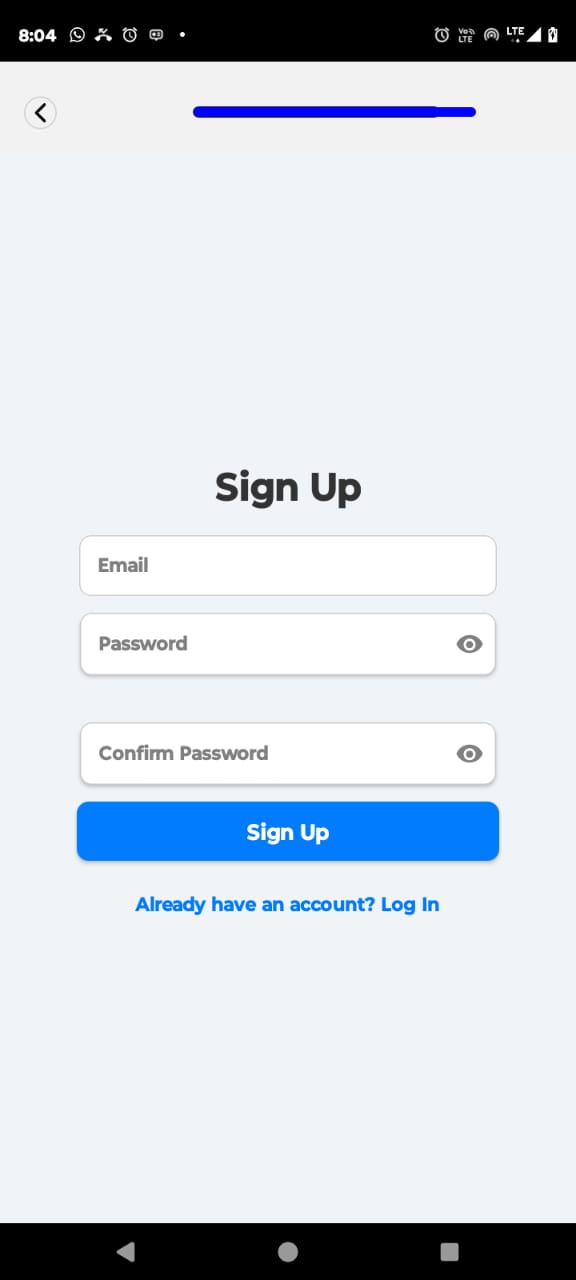 8:04
Vo LTE
LTE
Sign Up
Email
Password
Confirm Password
Sign Up
Already have an account? Log In